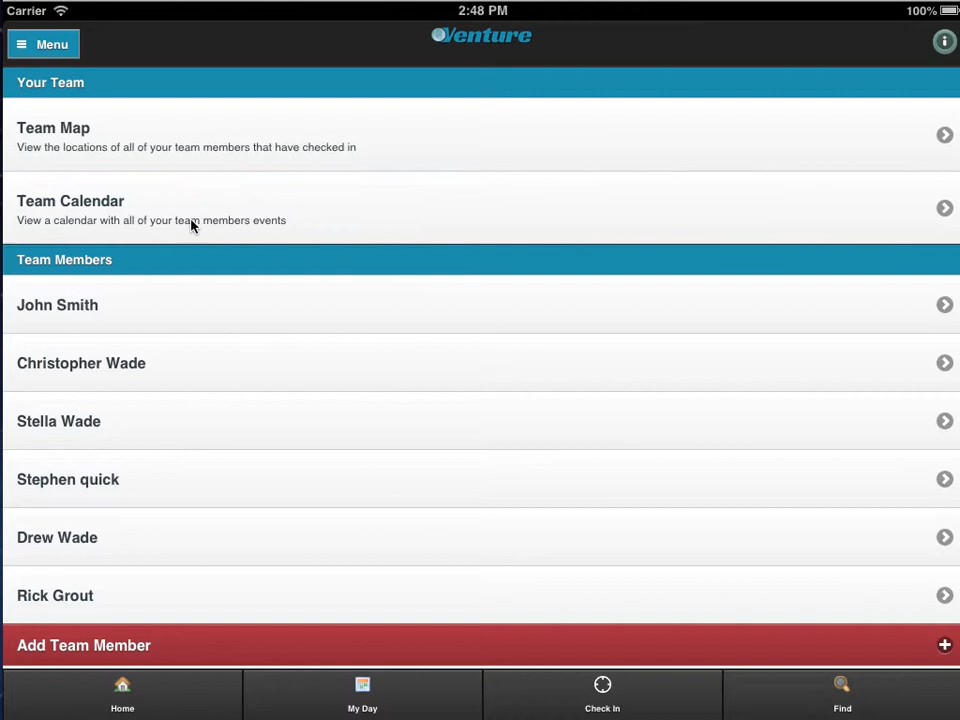 Carrier 2:48 PM 100%
Menu Venture i
Your Team
Team Map
View the locations of all of your team members that have checked in
Team Calendar
View a calendar with all of your team members events
Team Members
John Smith
Christopher Wade
Stella Wade
Stephen quick
Drew Wade
Rick Grout
Add Team Member
Home My Day Check In Find